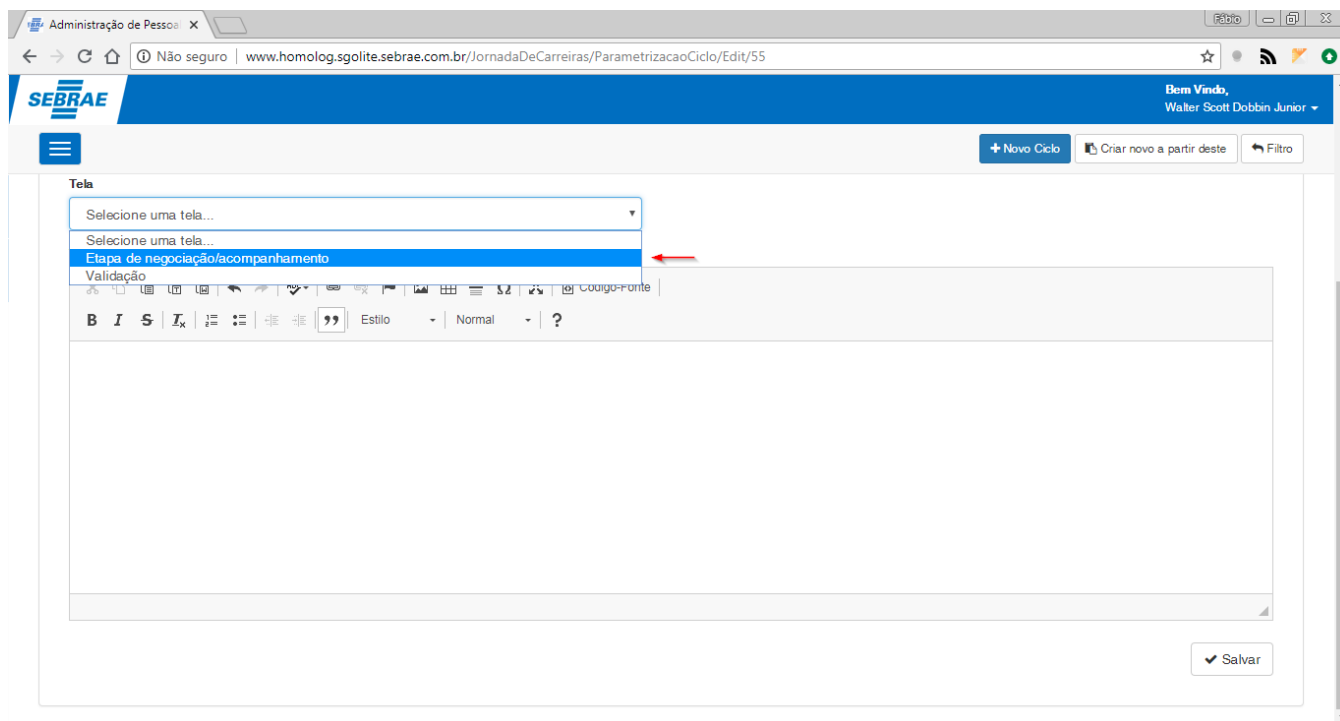 Administração de Pessoa
Fábio
Não seguro | www.homolog.sgolite.sebrae.com.br/JornadaDeCarreiras/ParametrizacaoCiclo/Edit/55
SEBRAE
Bem Vindo,
Walter Scott Dobbin Junior
+ Novo Ciclo Criar novo a partir deste Filtro
Tela
Selecione uma tela...
Selecione uma tela...
Etapa de negociação/acompanhamento
Validação
Ω Código-Fonte
B I S Ix Estilo Normal ?
Salvar